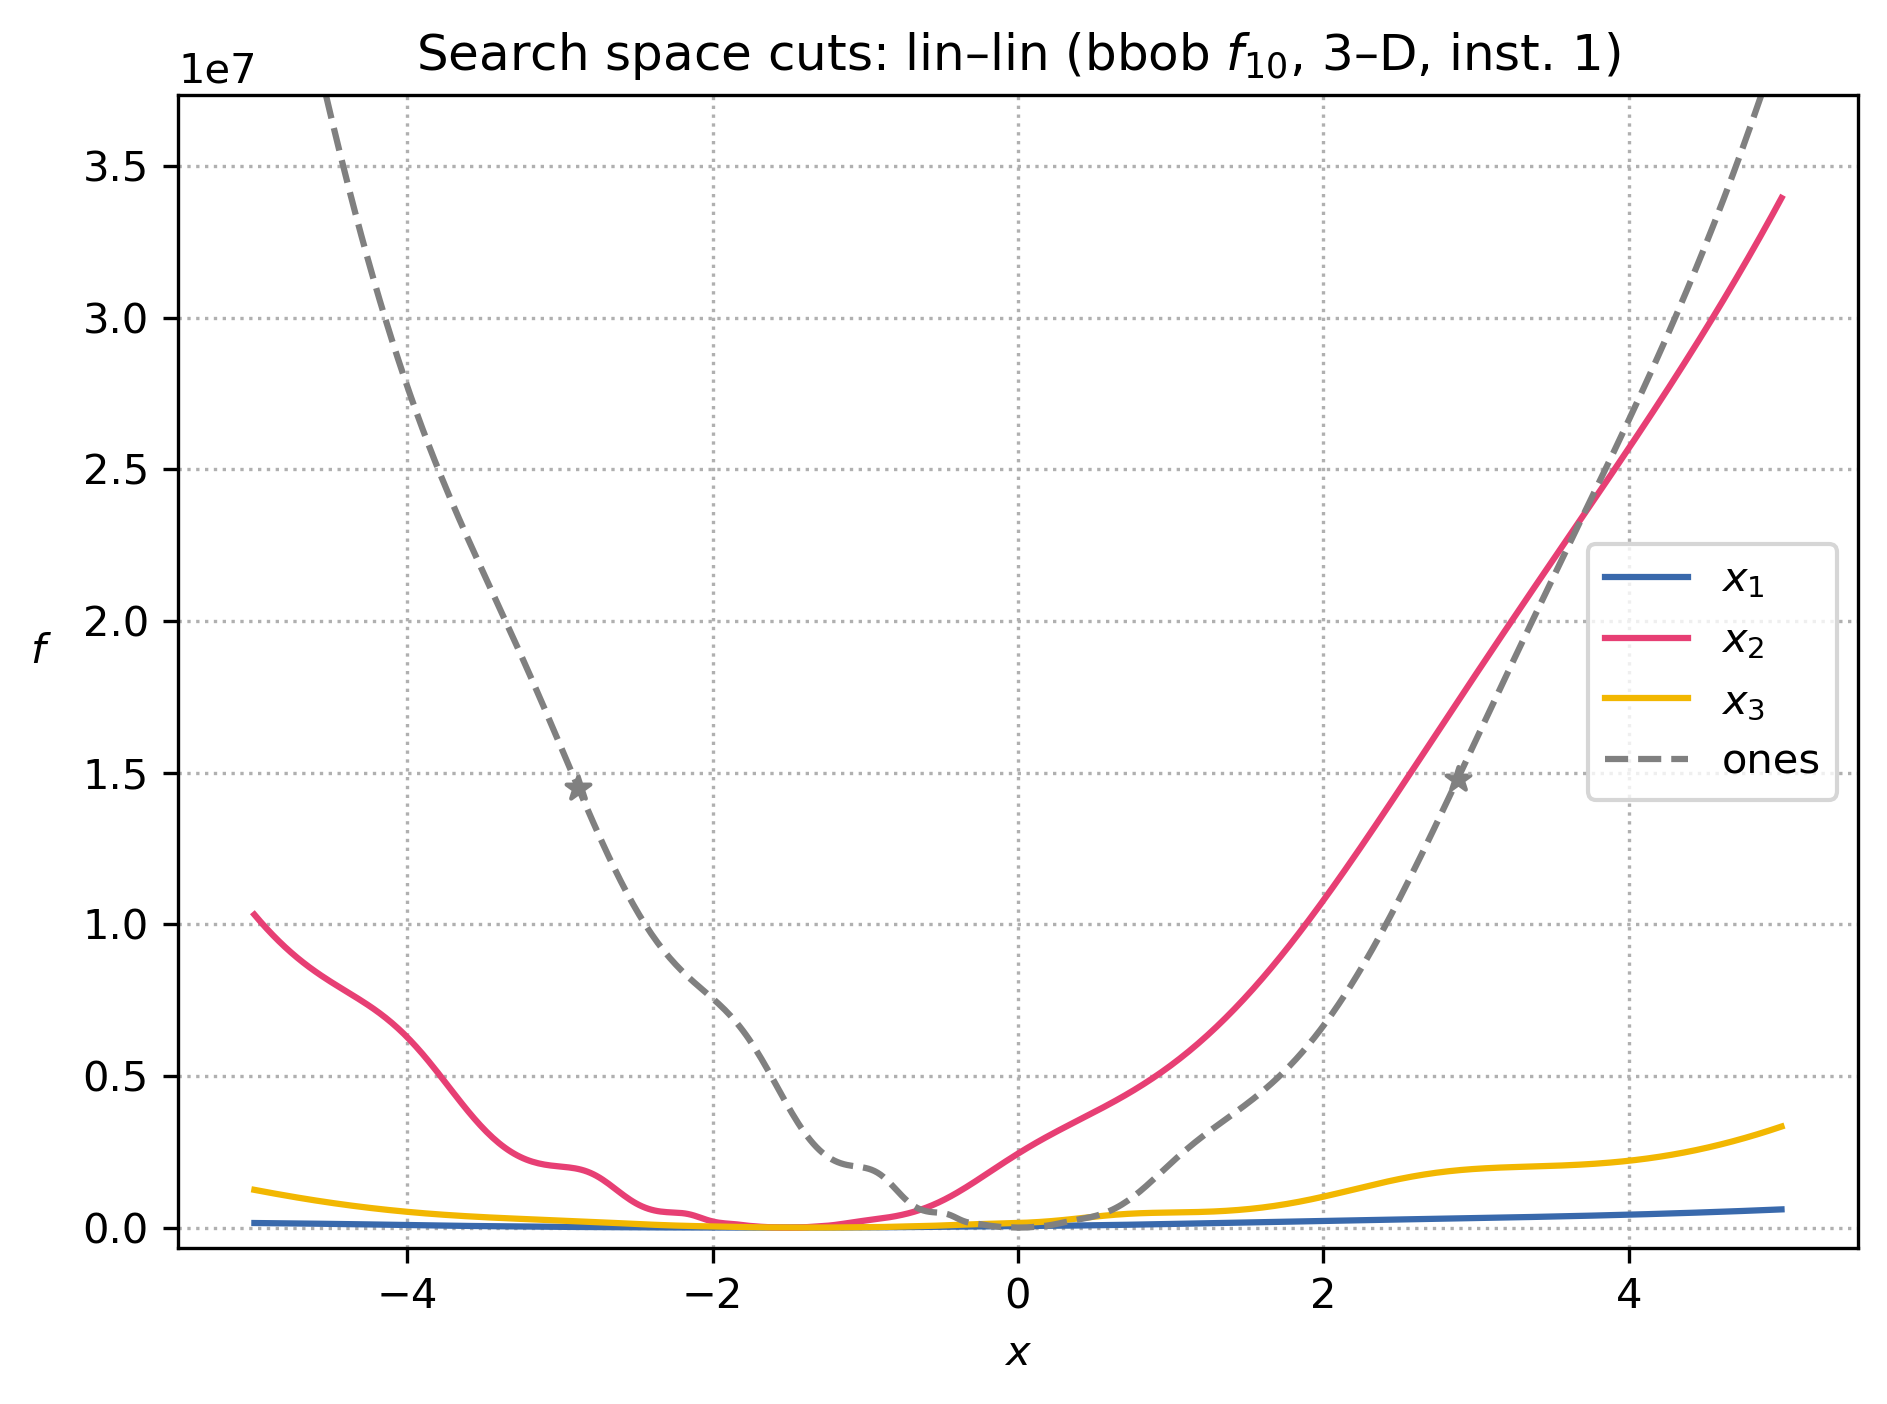 Search space cuts: lin–lin (bbob f₁₀, 3–D, inst. 1)
1e7
3.5
3.0
2.5
2.0
1.5
1.0
0.5
0.0
f
x₁
x₂
x₃
ones
−4
−2
0
2
4
x